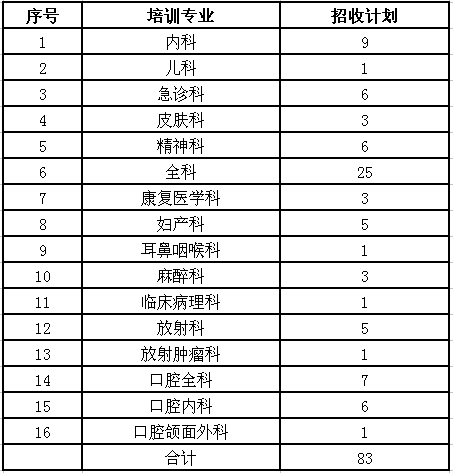 序号 培训专业 招收计划
1 内科 9
2 儿科 1
3 急诊科 6
4 皮肤科 3
5 精神科 6
6 全科 25
7 康复医学科 3
8 妇产科 5
9 耳鼻咽喉科 1
10 麻醉科 3
11 临床病理科 1
12 放射科 5
13 放射肿瘤科 1
14 口腔全科 7
15 口腔内科 6
16 口腔颌面外科 1
合计 83